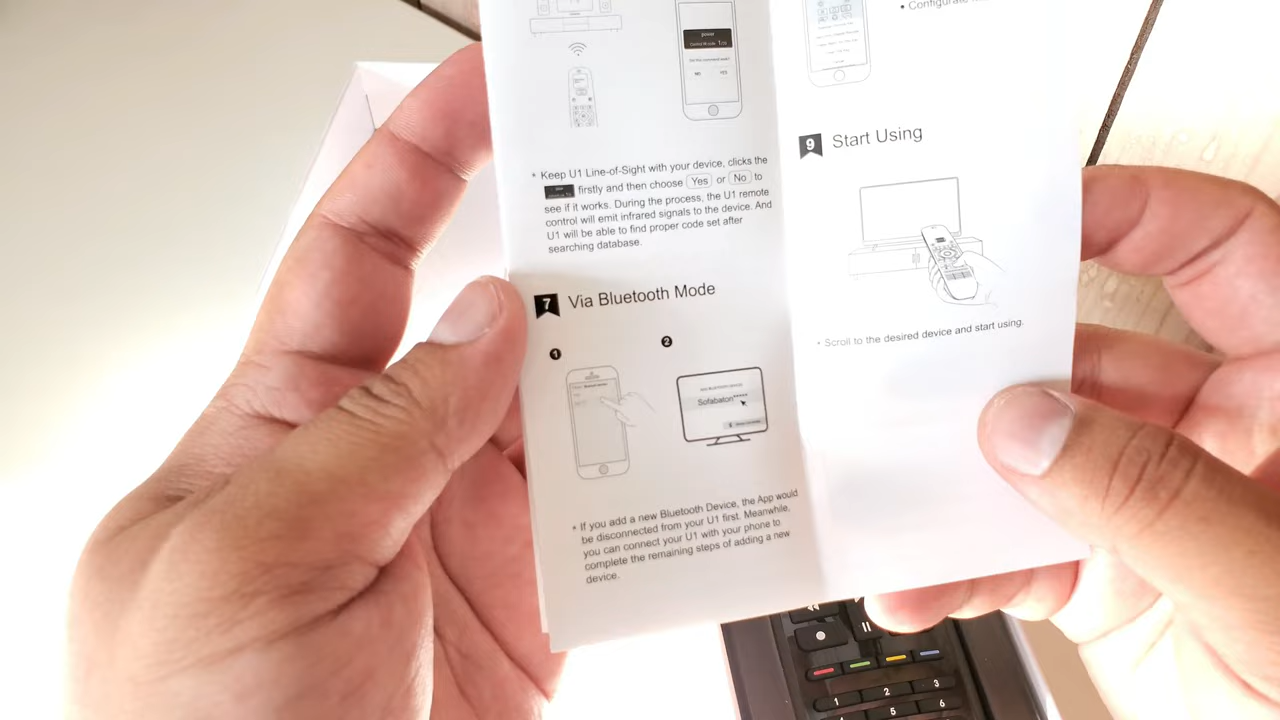 power
* Keep U1 Line-of-Sight with your device, clicks the
firstly and then choose Yes or No to
see if it works. During the process, the U1 remote
control will emit infrared signals to the device. And
U1 will be able to find proper code set after
searching database.
7 Via Bluetooth Mode
1
2
Sofabaton*****
* If you add a new Bluetooth Device, the App would
be disconnected from your U1 first. Meanwhile,
you can connect your U1 with your phone to
complete the remaining steps of adding a new
device.
9 Start Using
• Scroll to the desired device and start using.
1 2 3
5 6